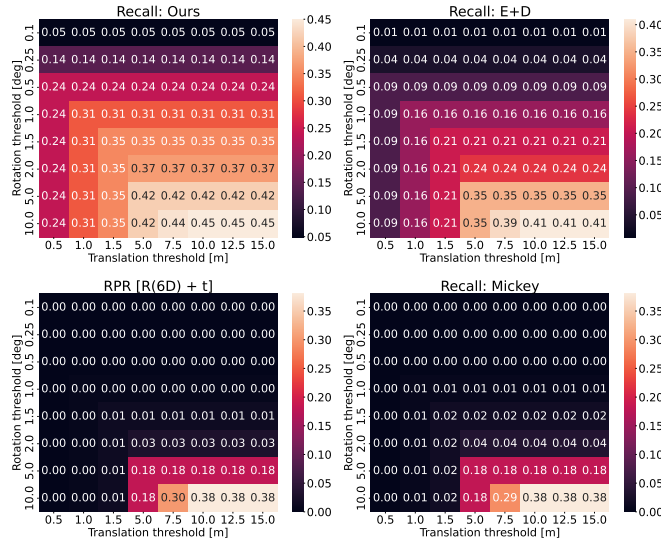 Recall: Ours
Rotation threshold [deg]
0.1 0.05 0.05 0.05 0.05 0.05 0.05 0.05 0.05
0.25 0.14 0.14 0.14 0.14 0.14 0.14 0.14 0.14
0.5 0.24 0.24 0.24 0.24 0.24 0.24 0.24 0.24
1.0 0.24 0.31 0.31 0.31 0.31 0.31 0.31 0.31
1.5 0.24 0.31 0.35 0.35 0.35 0.35 0.35 0.35
2.0 0.24 0.31 0.35 0.37 0.37 0.37 0.37 0.37
5.0 0.24 0.31 0.35 0.42 0.42 0.42 0.42 0.42
10.0 0.24 0.31 0.35 0.42 0.44 0.45 0.45 0.45
0.5 1.0 1.5 5.0 7.5 10.0 12.5 15.0
Translation threshold [m]
0.45
0.40
0.35
0.30
0.25
0.20
0.15
0.10
0.05
Recall: E+D
Rotation threshold [deg]
0.1 0.01 0.01 0.01 0.01 0.01 0.01 0.01 0.01
0.25 0.04 0.04 0.04 0.04 0.04 0.04 0.04 0.04
0.5 0.09 0.09 0.09 0.09 0.09 0.09 0.09 0.09
1.0 0.09 0.16 0.16 0.16 0.16 0.16 0.16 0.16
1.5 0.09 0.16 0.21 0.21 0.21 0.21 0.21 0.21
2.0 0.09 0.16 0.21 0.24 0.24 0.24 0.24 0.24
5.0 0.09 0.16 0.21 0.35 0.35 0.35 0.35 0.35
10.0 0.09 0.16 0.21 0.35 0.39 0.41 0.41 0.41
0.5 1.0 1.5 5.0 7.5 10.0 12.5 15.0
Translation threshold [m]
0.40
0.35
0.30
0.25
0.20
0.15
0.10
0.05
RPR [R(6D) + t]
Rotation threshold [deg]
0.1 0.00 0.00 0.00 0.00 0.00 0.00 0.00 0.00
0.25 0.00 0.00 0.00 0.00 0.00 0.00 0.00 0.00
0.5 0.00 0.00 0.00 0.00 0.00 0.00 0.00 0.00
1.0 0.00 0.00 0.00 0.00 0.00 0.00 0.00 0.00
1.5 0.00 0.00 0.01 0.01 0.01 0.01 0.01 0.01
2.0 0.00 0.00 0.01 0.03 0.03 0.03 0.03 0.03
5.0 0.00 0.00 0.01 0.18 0.18 0.18 0.18 0.18
10.0 0.00 0.00 0.01 0.18 0.30 0.38 0.38 0.38
0.5 1.0 1.5 5.0 7.5 10.0 12.5 15.0
Translation threshold [m]
0.35
0.30
0.25
0.20
0.15
0.10
0.05
0.00
Recall: Mickey
Rotation threshold [deg]
0.1 0.00 0.00 0.00 0.00 0.00 0.00 0.00 0.00
0.25 0.00 0.00 0.00 0.00 0.00 0.00 0.00 0.00
0.5 0.00 0.00 0.00 0.00 0.00 0.00 0.00 0.00
1.0 0.00 0.01 0.01 0.01 0.01 0.01 0.01 0.01
1.5 0.00 0.01 0.02 0.02 0.02 0.02 0.02 0.02
2.0 0.00 0.01 0.02 0.04 0.04 0.04 0.04 0.04
5.0 0.00 0.01 0.02 0.18 0.18 0.18 0.18 0.18
10.0 0.00 0.01 0.02 0.18 0.29 0.38 0.38 0.38
0.5 1.0 1.5 5.0 7.5 10.0 12.5 15.0
Translation threshold [m]
0.35
0.30
0.25
0.20
0.15
0.10
0.05
0.00